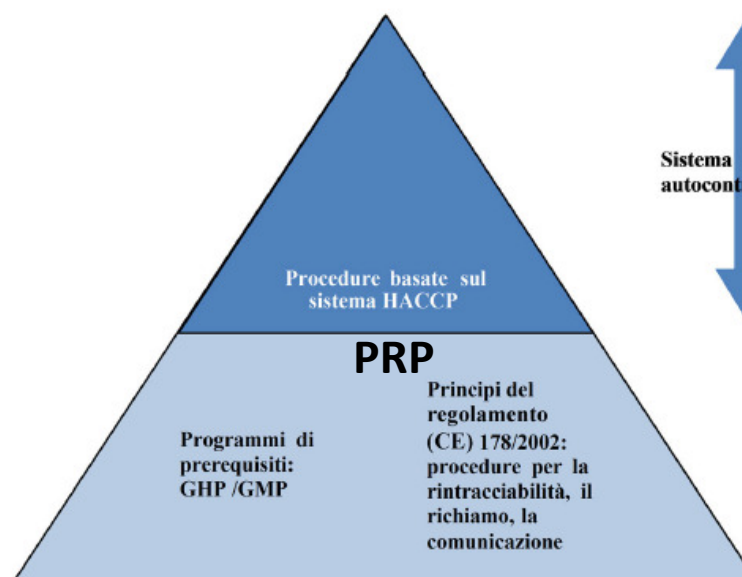 Sistema
autocont
Procedure basate sul
sistema HACCP
PRP
Programmi di
prerequisiti:
GHP /GMP
Principi del
regolamento
(CE) 178/2002:
procedure per la
rintracciabilità, il
richiamo, la
comunicazione